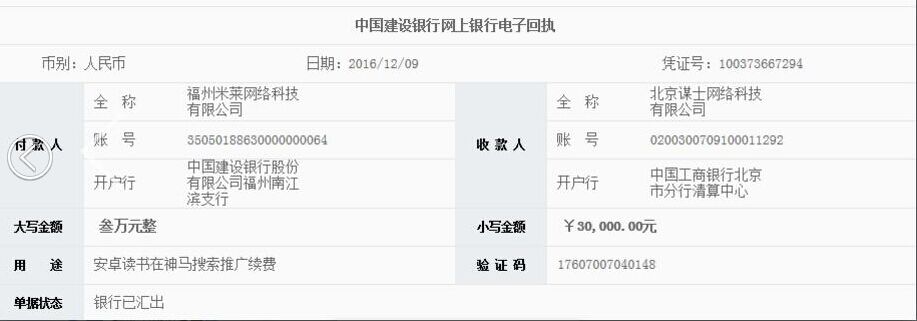 中国建设银行网上银行电子回执
币别：人民币 日期：2016/12/09 凭证号：100373667294
付款人
全 称 福州米莱网络科技
有限公司
账 号 35050188630000000064
开户行 中国建设银行股份
有限公司福州南江
滨支行
收款人
全 称 北京谋士网络科技
有限公司
账 号 0200300709100011292
开户行 中国工商银行北京
市分行清算中心
大写金额 叁万元整 小写金额 ￥30,000.00元
用 途 安卓读书在神马搜索推广续费 验证码 17607007040148
单据状态 银行已汇出